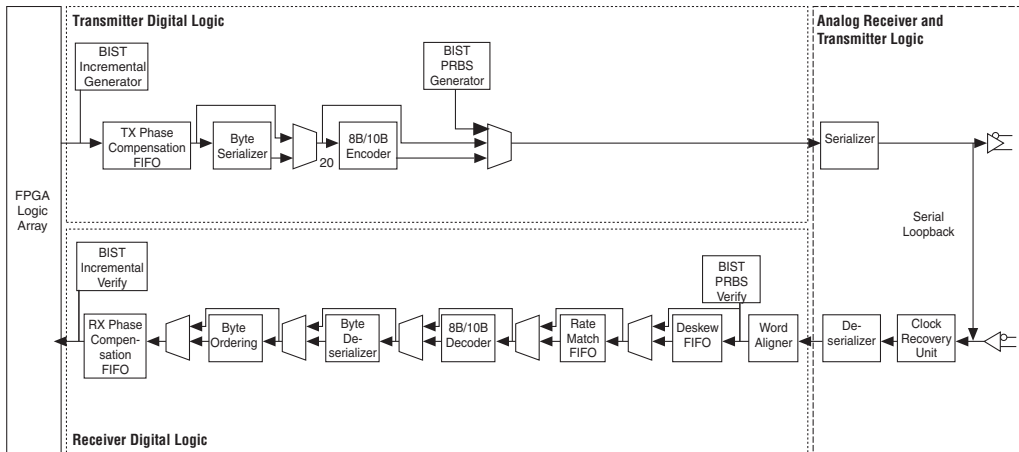 Transmitter Digital Logic
Analog Receiver and
Transmitter Logic
BIST
Incremental
Generator
BIST
PRBS
Generator
TX Phase
Compensation
FIFO
Byte
Serializer
20
8B/10B
Encoder
Serializer
FPGA
Logic
Array
Serial
Loopback
BIST
Incremental
Verify
BIST
PRBS
Verify
RX Phase
Compen-
sation
FIFO
Byte
Ordering
Byte
De-
serializer
8B/10B
Decoder
Rate
Match
FIFO
Deskew
FIFO
Word
Aligner
De-
serializer
Clock
Recovery
Unit
Receiver Digital Logic